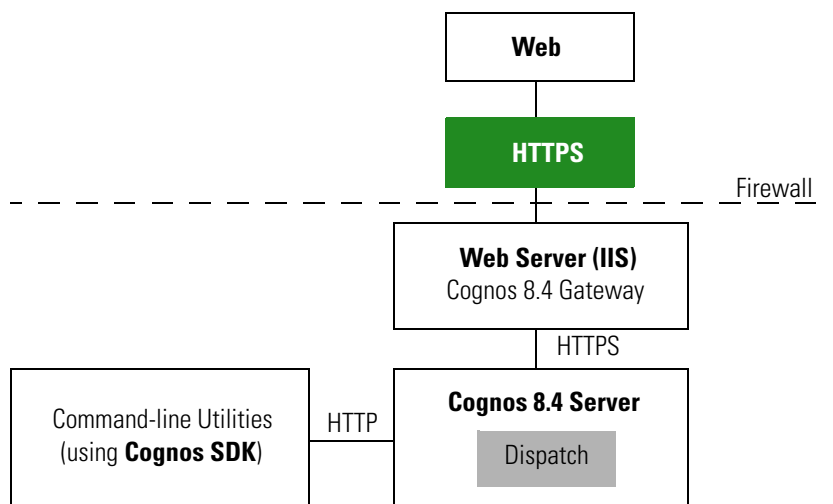 Web
HTTPS
Firewall
Web Server (IIS)
Cognos 8.4 Gateway
HTTPS
Command-line Utilities
(using Cognos SDK)
HTTP
Cognos 8.4 Server
Dispatch